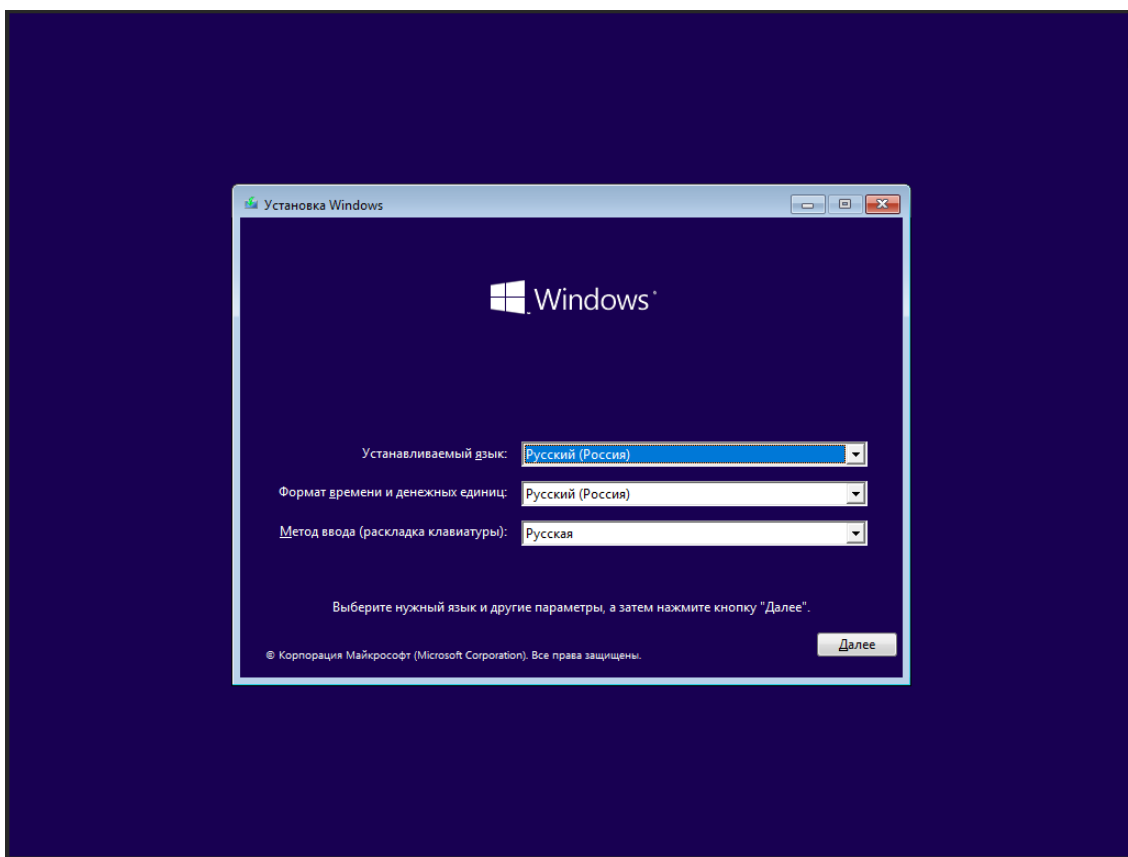 Установка Windows
Windows
Устанавливаемый язык: Русский (Россия)
Формат времени и денежных единиц: Русский (Россия)
Метод ввода (раскладка клавиатуры): Русская
Выберите нужный язык и другие параметры, а затем нажмите кнопку "Далее".
Далее
© Корпорация Майкрософт (Microsoft Corporation). Все права защищены.